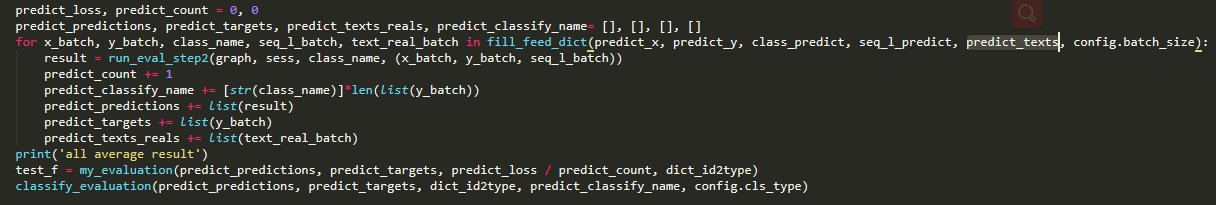 predict_loss, predict_count = 0, 0
predict_predictions, predict_targets, predict_texts_reals, predict_classify_name= [], [], [], []
for x_batch, y_batch, class_name, seq_l_batch, text_real_batch in fill_feed_dict(predict_x, predict_y, class_predict, seq_l_predict, predict_texts, config.batch_size):
    result = run_eval_step2(graph, sess, class_name, (x_batch, y_batch, seq_l_batch))
    predict_count += 1
    predict_classify_name += [str(class_name)]*len(list(y_batch))
    predict_predictions += list(result)
    predict_targets += list(y_batch)
    predict_texts_reals += list(text_real_batch)
print('all average result')
test_f = my_evaluation(predict_predictions, predict_targets, predict_loss / predict_count, dict_id2type)
classify_evaluation(predict_predictions, predict_targets, dict_id2type, predict_classify_name, config.cls_type)